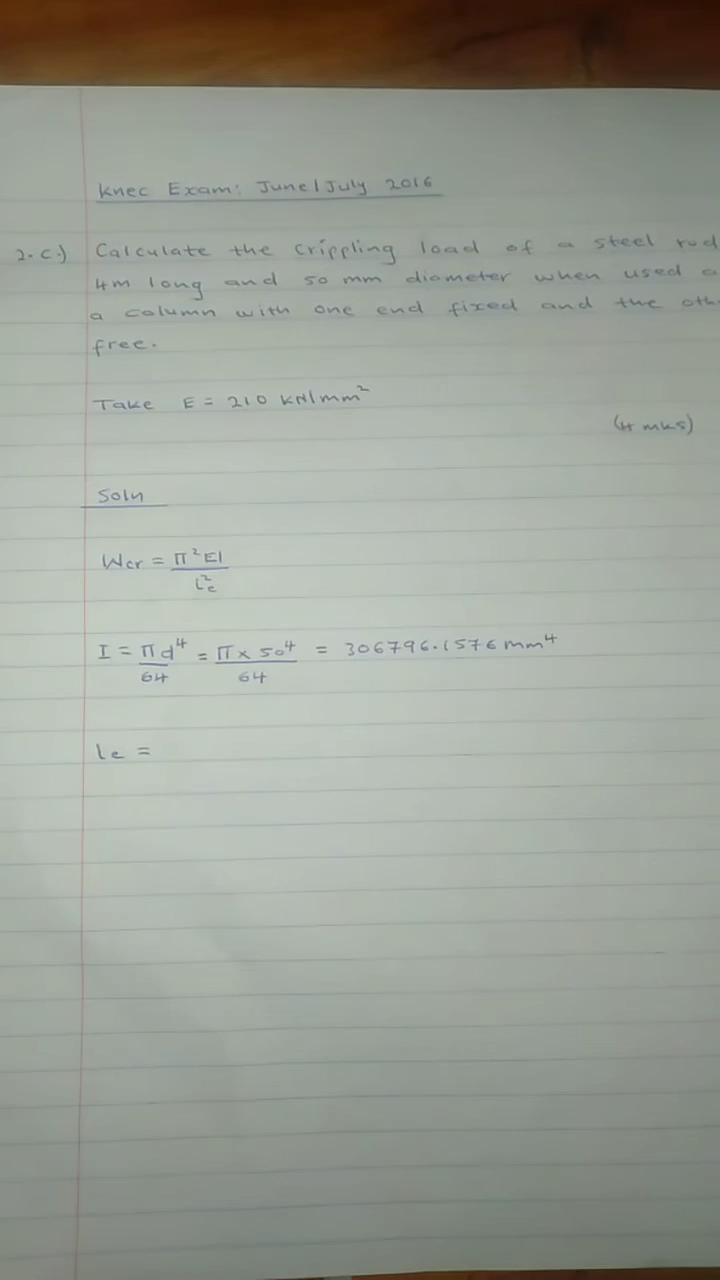 Knec Exam: June/July 2016
2.c.) Calculate the crippling load of a steel rod
4m long and 50 mm diameter when used a
a column with one end fixed and the oth
free.
Take E = 210 kN/mm²
(4 mks)
Soln
Wcr = π²EI / Le²
I = πd⁴/64 = π × 50⁴/64 = 306796.1576 mm⁴
le =